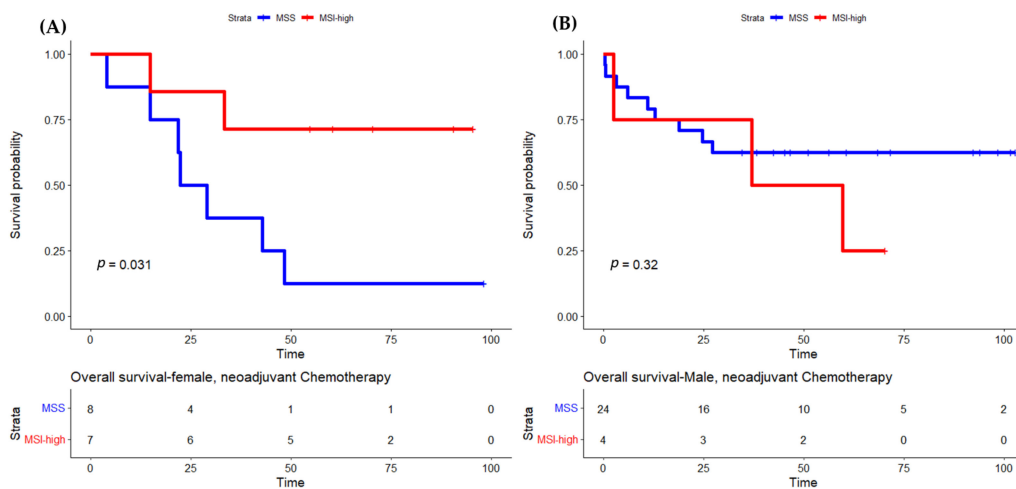 (A)
Strata MSS MSI-high
Survival probability
1.00
0.75
0.50
0.25
0.00
p = 0.031
0 25 50 75 100
Time
Overall survival-female, neoadjuvant Chemotherapy
Strata
MSS 8 4 1 1 0
MSI-high 7 6 5 2 0
0 25 50 75 100
Time
(B)
Strata MSS MSI-high
Survival probability
1.00
0.75
0.50
0.25
0.00
p = 0.32
0 25 50 75 100
Time
Overall survival-Male, neoadjuvant Chemotherapy
Strata
MSS 24 16 10 5 2
MSI-high 4 3 2 0 0
0 25 50 75 100
Time